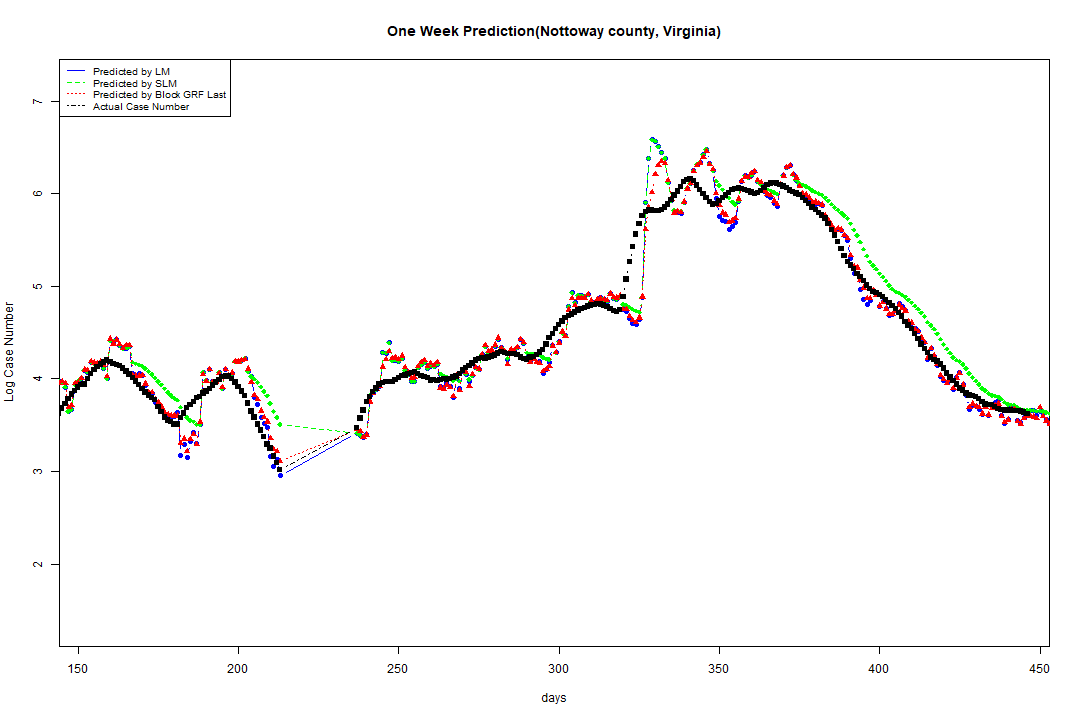 One Week Prediction(Nottoway county, Virginia)
Predicted by LM
Predicted by SLM
Predicted by Block GRF Last
Actual Case Number
7
6
5
4
3
2
Log Case Number
150 200 250 300 350 400 450
days